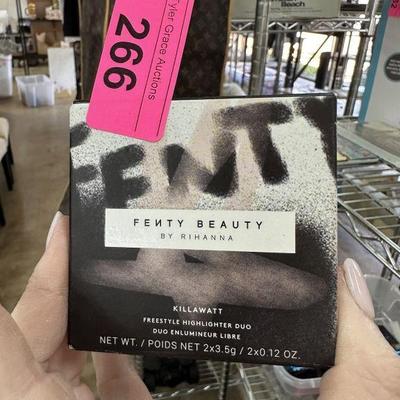 Beach
Tyler Grace Auctions
266
FENTY
FEИTY BEAUTY
BY RIHANNA
KILLAWATT
FREESTYLE HIGHLIGHTER DUO
DUO ENLUMINEUR LIBRE
NET WT. / POIDS NET 2x3.5g / 2x0.12 OZ.